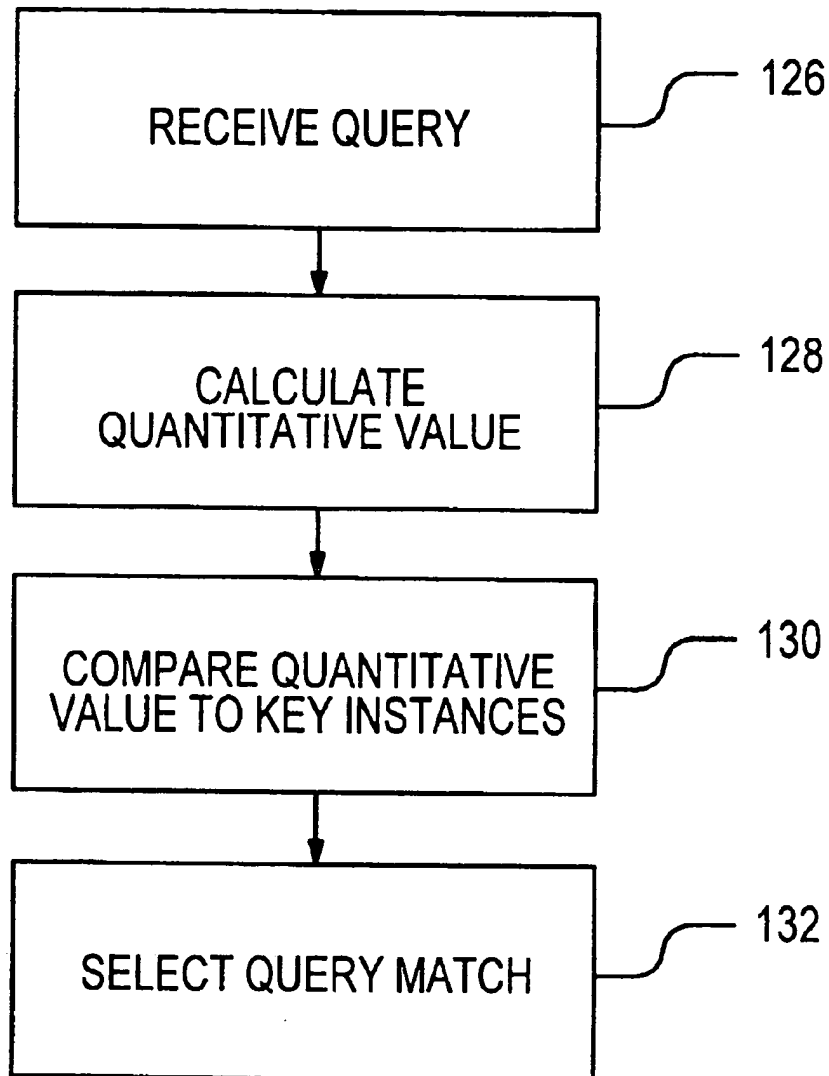 RECEIVE QUERY
126
CALCULATE
QUANTITATIVE VALUE
128
COMPARE QUANTITATIVE
VALUE TO KEY INSTANCES
130
SELECT QUERY MATCH
132